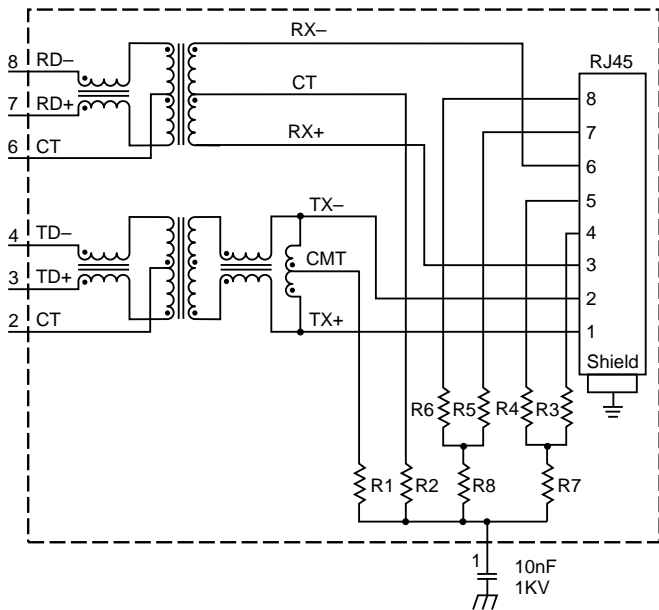 RX–
RJ45
8 RD–
CT
8
7 RD+
7
RX+
6 CT
6
5
TX–
4
4 TD–
CMT
3
3 TD+
2
2 CT
TX+
1
Shield
R6 R5 R4 R3
R1 R2 R8 R7
1 10nF
1KV